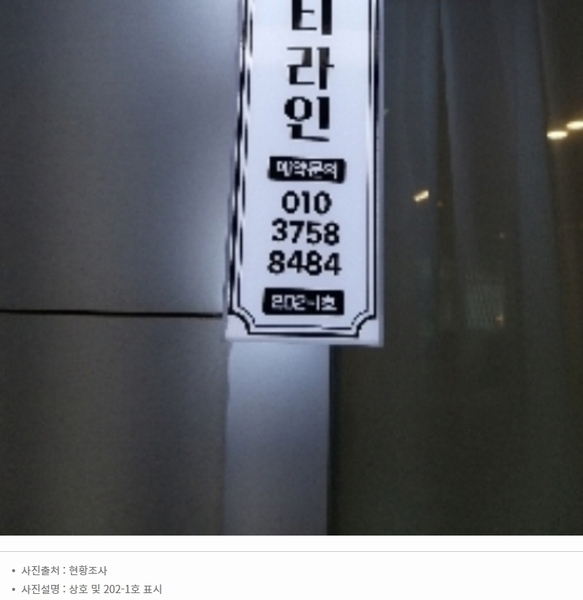 티
라
인
예약문의
010
3758
8484
202-1호
• 사진출처 : 현황조사
• 사진설명 : 상호 및 202-1호 표시